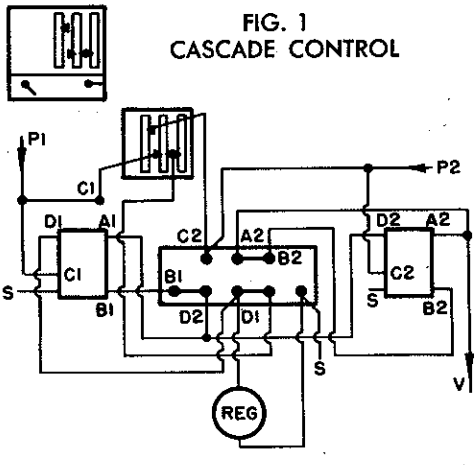 FIG. 1
CASCADE CONTROL
P1
P2
C1
D1 A1
C2 A2
D2 A2
B2
B1
C1
C2
S
S
B1
D2 D1
B2
S
V
REG